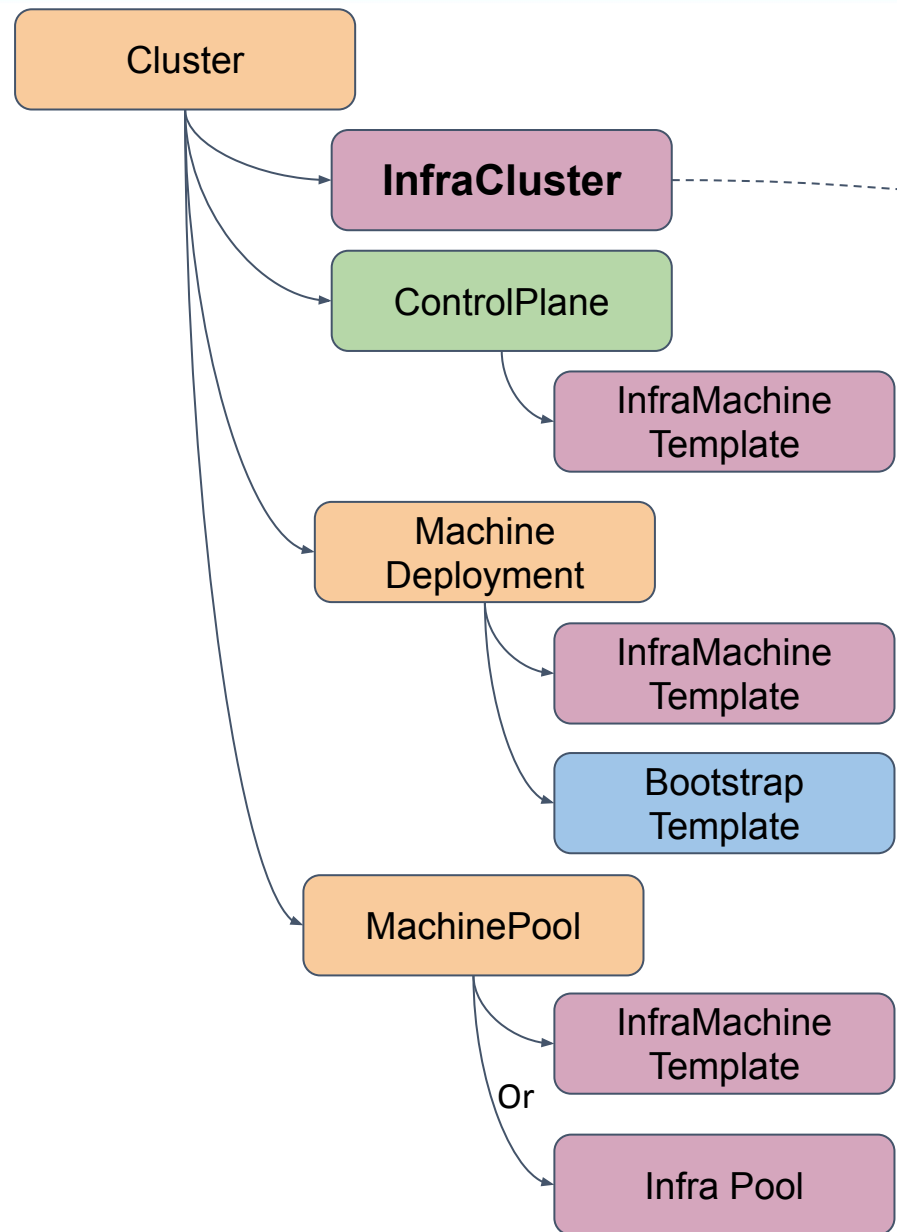 Cluster
InfraCluster
ControlPlane
InfraMachine
Template
Machine
Deployment
InfraMachine
Template
Bootstrap
Template
MachinePool
InfraMachine
Template
Or
Infra Pool